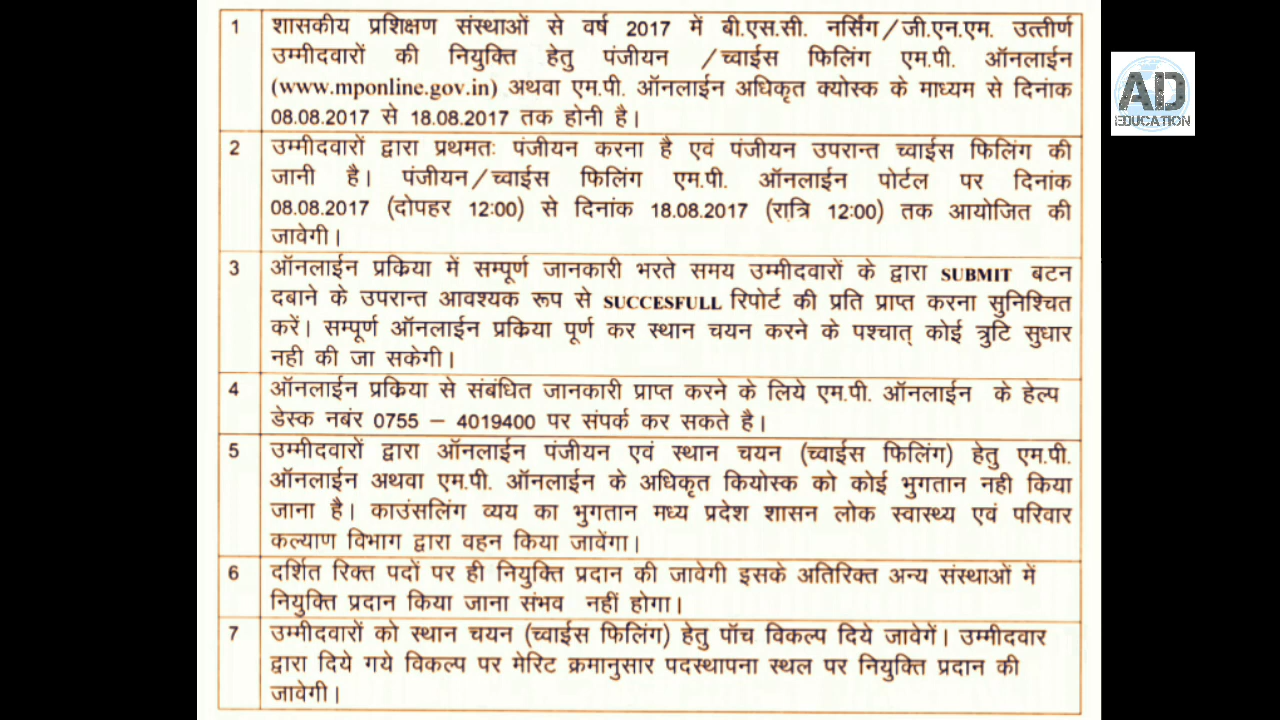 1 शासकीय प्रशिक्षण संस्थाओं से वर्ष 2017 में बी.एस.सी. नर्सिंग/जी.एन.एम. उत्तीर्ण
उम्मीदवारों की नियुक्ति हेतु पंजीयन /च्वाईस फिलिंग एम.पी. ऑनलाईन
(www.mponline.gov.in) अथवा एम.पी. ऑनलाईन अधिकृत क्योस्क के माध्यम से दिनांक
08.08.2017 से 18.08.2017 तक होनी है।
2 उम्मीदवारों द्वारा प्रथमतः पंजीयन करना है एवं पंजीयन उपरान्त च्वाईस फिलिंग की
जानी है। पंजीयन/च्वाईस फिलिंग एम.पी. ऑनलाईन पोर्टल पर दिनांक
08.08.2017 (दोपहर 12:00) से दिनांक 18.08.2017 (रात्रि 12:00) तक आयोजित की
जावेगी।
3 ऑनलाईन प्रकिया में सम्पूर्ण जानकारी भरते समय उम्मीदवारों के द्वारा SUBMIT बटन
दबाने के उपरान्त आवश्यक रूप से SUCCESFULL रिपोर्ट की प्रति प्राप्त करना सुनिश्चित
करें। सम्पूर्ण ऑनलाईन प्रकिया पूर्ण कर स्थान चयन करने के पश्चात् कोई त्रुटि सुधार
नही की जा सकेगी।
4 ऑनलाईन प्रकिया से संबंधित जानकारी प्राप्त करने के लिये एम.पी. ऑनलाईन के हेल्प
डेस्क नबंर 0755 – 4019400 पर संपर्क कर सकते है।
5 उम्मीदवारों द्वारा ऑनलाईन पंजीयन एवं स्थान चयन (च्वाईस फिलिंग) हेतु एम.पी.
ऑनलाईन अथवा एम.पी. ऑनलाईन के अधिकृत कियोस्क को कोई भुगतान नही किया
जाना है। काउंसलिंग व्यय का भुगतान मध्य प्रदेश शासन लोक स्वास्थ्य एवं परिवार
कल्याण विभाग द्वारा वहन किया जावेंगा।
6 दर्शित रिक्त पदों पर ही नियुक्ति प्रदान की जावेगी इसके अतिरिक्त अन्य संस्थाओं में
नियुक्ति प्रदान किया जाना संभव नहीं होगा।
7 उम्मीदवारों को स्थान चयन (च्वाईस फिलिंग) हेतु पॉच विकल्प दिये जावेगें। उम्मीदवार
द्वारा दिये गये विकल्प पर मेरिट क्रमानुसार पदस्थापना स्थल पर नियुक्ति प्रदान की
जावेगी।
AD
EDUCATION